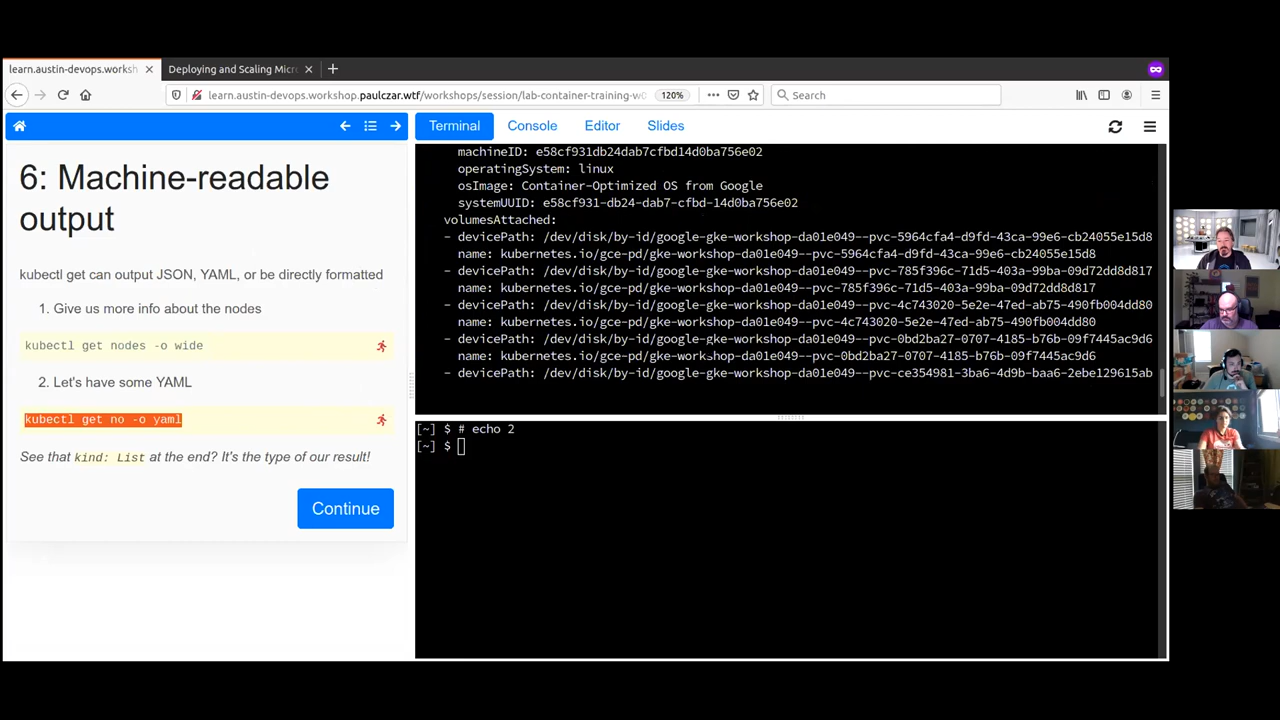 learn.austin-devops.worksh
Deploying and Scaling Micr
learn.austin-devops.workshop.paulczar.wtf/workshops/session/lab-container-training-w
120%
Search
Terminal
Console
Editor
Slides
6: Machine-readable
output
kubectl get can output JSON, YAML, or be directly formatted
1. Give us more info about the nodes
kubectl get nodes -o wide
2. Let's have some YAML
kubectl get no -o yaml
See that kind: List at the end? It's the type of our result!
Continue
machineID: e58cf931db24dab7cfbd14d0ba756e02
operatingSystem: linux
osImage: Container-Optimized OS from Google
systemUUID: e58cf931-db24-dab7-cfbd-14d0ba756e02
volumesAttached:
- devicePath: /dev/disk/by-id/google-gke-workshop-da01e049--pvc-5964cfa4-d9fd-43ca-99e6-cb24055e15d8
name: kubernetes.io/gce-pd/gke-workshop-da01e049--pvc-5964cfa4-d9fd-43ca-99e6-cb24055e15d8
- devicePath: /dev/disk/by-id/google-gke-workshop-da01e049--pvc-785f396c-71d5-403a-99ba-09d72dd8d817
name: kubernetes.io/gce-pd/gke-workshop-da01e049--pvc-785f396c-71d5-403a-99ba-09d72dd8d817
- devicePath: /dev/disk/by-id/google-gke-workshop-da01e049--pvc-4c743020-5e2e-47ed-ab75-490fb004dd80
name: kubernetes.io/gce-pd/gke-workshop-da01e049--pvc-4c743020-5e2e-47ed-ab75-490fb004dd80
- devicePath: /dev/disk/by-id/google-gke-workshop-da01e049--pvc-0bd2ba27-0707-4185-b76b-09f7445ac9d6
name: kubernetes.io/gce-pd/gke-workshop-da01e049--pvc-0bd2ba27-0707-4185-b76b-09f7445ac9d6
- devicePath: /dev/disk/by-id/google-gke-workshop-da01e049--pvc-ce354981-3ba6-4d9b-baa6-2ebe129615ab
[~] $ # echo 2
[~] $